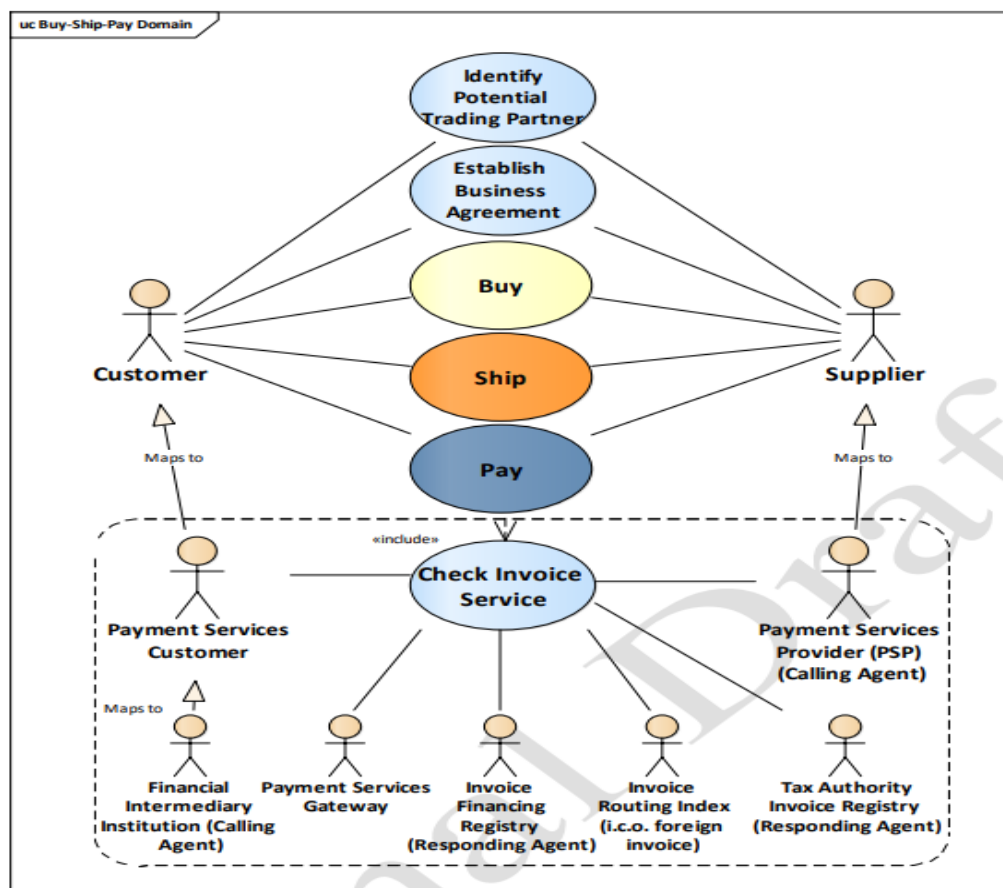 uc Buy-Ship-Pay Domain
Identify
Potential
Trading Partner
Establish
Business
Agreement
Buy
Customer
Supplier
Ship
Maps to
Maps to
Pay
«include»
Check Invoice
Service
Payment Services
Customer
Payment Services
Provider (PSP)
(Calling Agent)
Maps to
Financial
Intermediary
Institution (Calling
Agent)
Payment Services
Gateway
Invoice
Financing
Registry
(Responding Agent)
Invoice
Routing Index
(i.c.o. foreign
invoice)
Tax Authority
Invoice Registry
(Responding Agent)